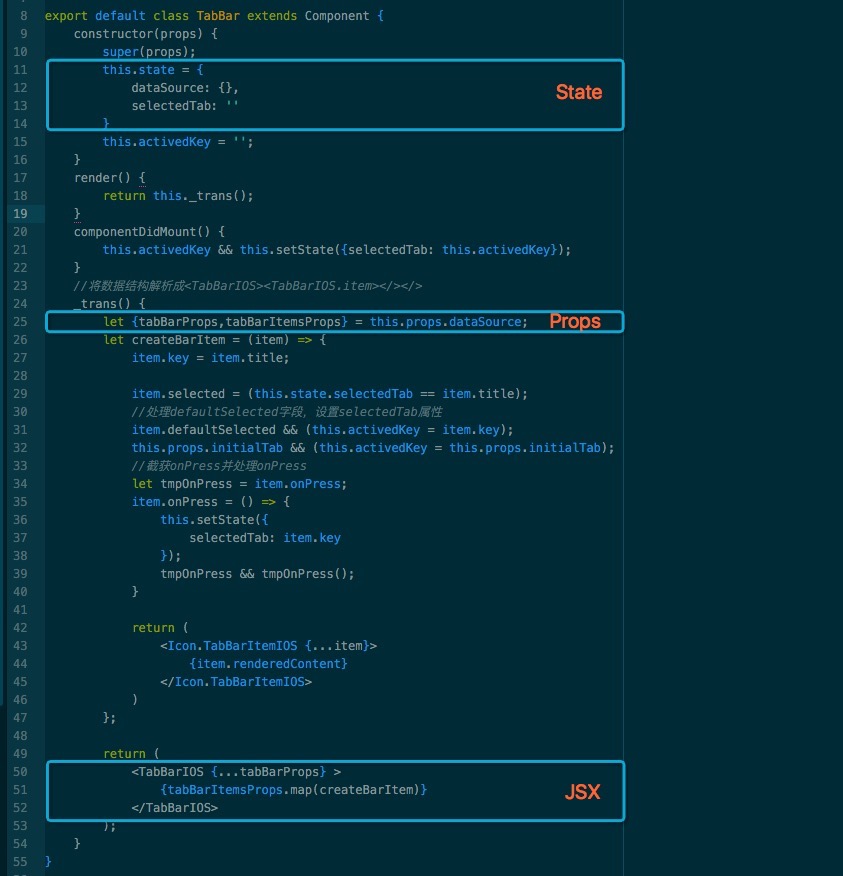 8 export default class TabBar extends Component {
9 constructor(props) {
10 super(props);
11 this.state = {
12 dataSource: {},
State
13 selectedTab: ''
14 }
15 this.activedKey = '';
16 }
17 render() {
18 return this._trans();
19 }
20 componentDidMount() {
21 this.activedKey && this.setState({selectedTab: this.activedKey});
22 }
23 //将数据结构解析成<TabBarIOS><TabBarIOS.item></></>
24 _trans() {
25 let {tabBarProps,tabBarItemsProps} = this.props.dataSource; Props
26 let createBarItem = (item) => {
27 item.key = item.title;
28
29 item.selected = (this.state.selectedTab == item.title);
30 //处理defaultSelected字段, 设置selectedTab属性
31 item.defaultSelected && (this.activedKey = item.key);
32 this.props.initialTab && (this.activedKey = this.props.initialTab);
33 //截获onPress并处理onPress
34 let tmpOnPress = item.onPress;
35 item.onPress = () => {
36 this.setState({
37 selectedTab: item.key
38 });
39 tmpOnPress && tmpOnPress();
40 }
41
42 return (
43 <Icon.TabBarItemIOS {...item}>
44 {item.renderedContent}
45 </Icon.TabBarItemIOS>
46 )
47 };
48
49 return (
50 <TabBarIOS {...tabBarProps} >
51 {tabBarItemsProps.map(createBarItem)} JSX
52 </TabBarIOS>
53 );
54 }
55 }